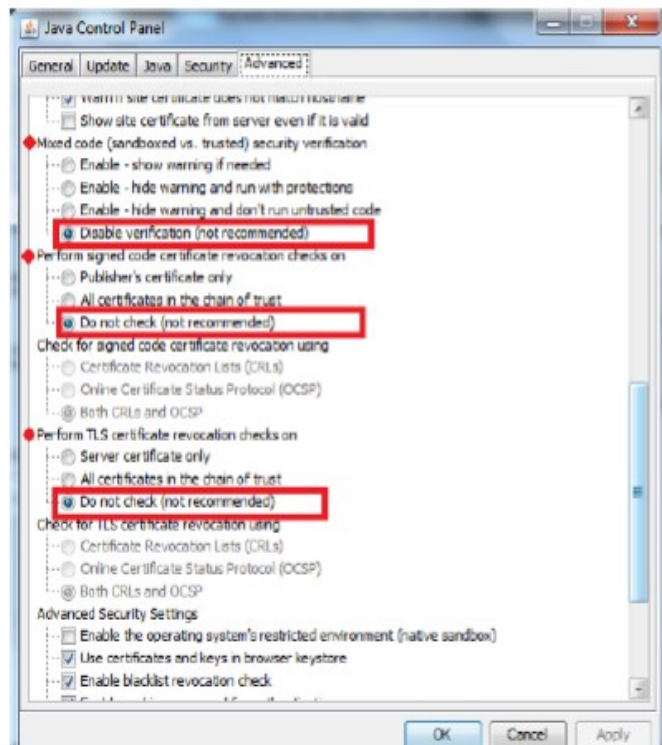 Java Control Panel
General Update Java Security Advanced
Warn if site certificate does not match hostname
Show site certificate from server even if it is valid
Mixed code (sandboxed vs. trusted) security verification
Enable - show warning if needed
Enable - hide warning and run with protections
Enable - hide warning and don't run untrusted code
Disable verification (not recommended)
Perform signed code certificate revocation checks on
Publisher's certificate only
All certificates in the chain of trust
Do not check (not recommended)
Check for signed code certificate revocation using
Certificate Revocation Lists (CRLs)
Online Certificate Status Protocol (OCSP)
Both CRLs and OCSP
Perform TLS certificate revocation checks on
Server certificate only
All certificates in the chain of trust
Do not check (not recommended)
Check for TLS certificate revocation using
Certificate Revocation Lists (CRLs)
Online Certificate Status Protocol (OCSP)
Both CRLs and OCSP
Advanced Security Settings
Enable the operating system's restricted environment (native sandbox)
Use certificates and keys in browser keystore
Enable blacklist revocation check
OK Cancel Apply